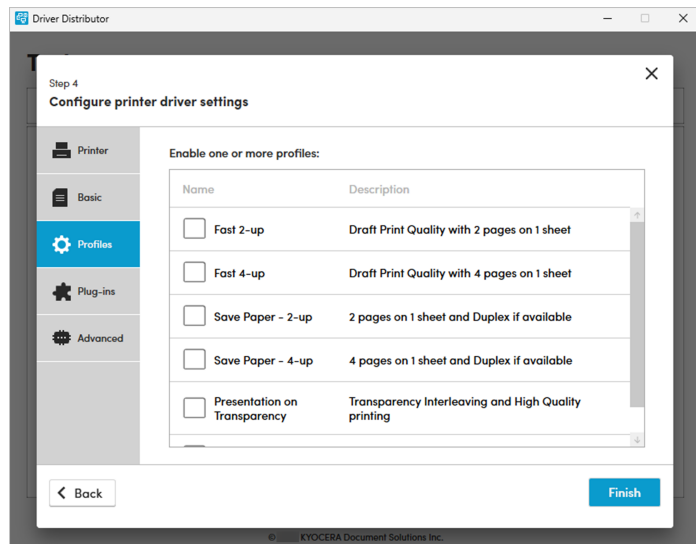 Driver Distributor
T
Step 4
Configure printer driver settings
Printer
Basic
Profiles
Plug-ins
Advanced
Enable one or more profiles:
Name Description
Fast 2-up Draft Print Quality with 2 pages on 1 sheet
Fast 4-up Draft Print Quality with 4 pages on 1 sheet
Save Paper - 2-up 2 pages on 1 sheet and Duplex if available
Save Paper - 4-up 4 pages on 1 sheet and Duplex if available
Presentation on Transparency Interleaving and High Quality
Transparency printing
Back
Finish
© KYOCERA Document Solutions Inc.